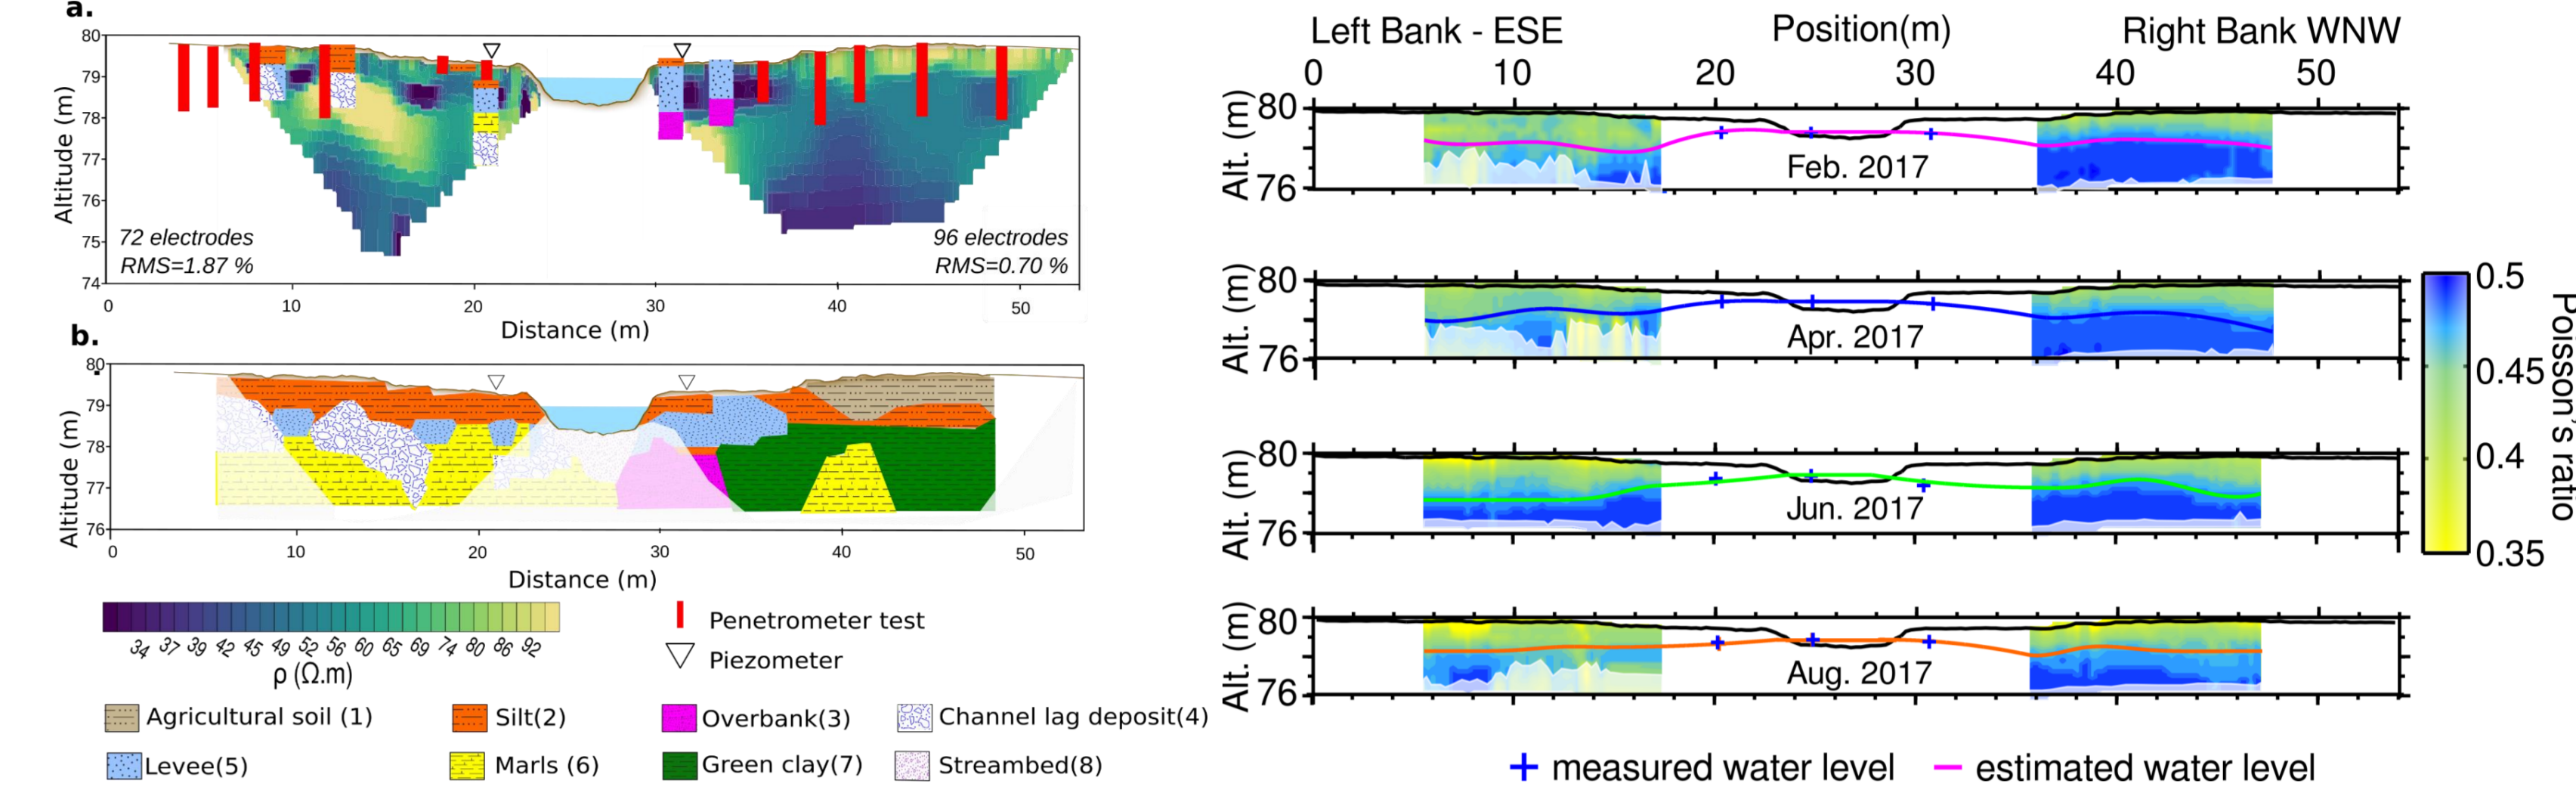 a.
80
79
78
77
76
75
74
Altitude (m)
72 electrodes
RMS=1.87 %
96 electrodes
RMS=0.70 %
0 10 20 30 40 50
Distance (m)
b.
80
79
78
77
76
Altitude (m)
0 10 20 30 40 50
Distance (m)
34 37 39 42 45 49 52 56 60 65 69 74 80 86 92
ρ (Ω.m)
Penetrometer test
Piezometer
Agricultural soil (1)
Silt(2)
Overbank(3)
Channel lag deposit(4)
Levee(5)
Marls (6)
Green clay(7)
Streambed(8)
Left Bank - ESE
Position(m)
Right Bank WNW
0 10 20 30 40 50
80
76
Alt. (m)
Feb. 2017
80
76
Alt. (m)
Apr. 2017
80
76
Alt. (m)
Jun. 2017
80
76
Alt. (m)
Aug. 2017
0.5
0.45
0.4
0.35
Poisson's ratio
measured water level
estimated water level